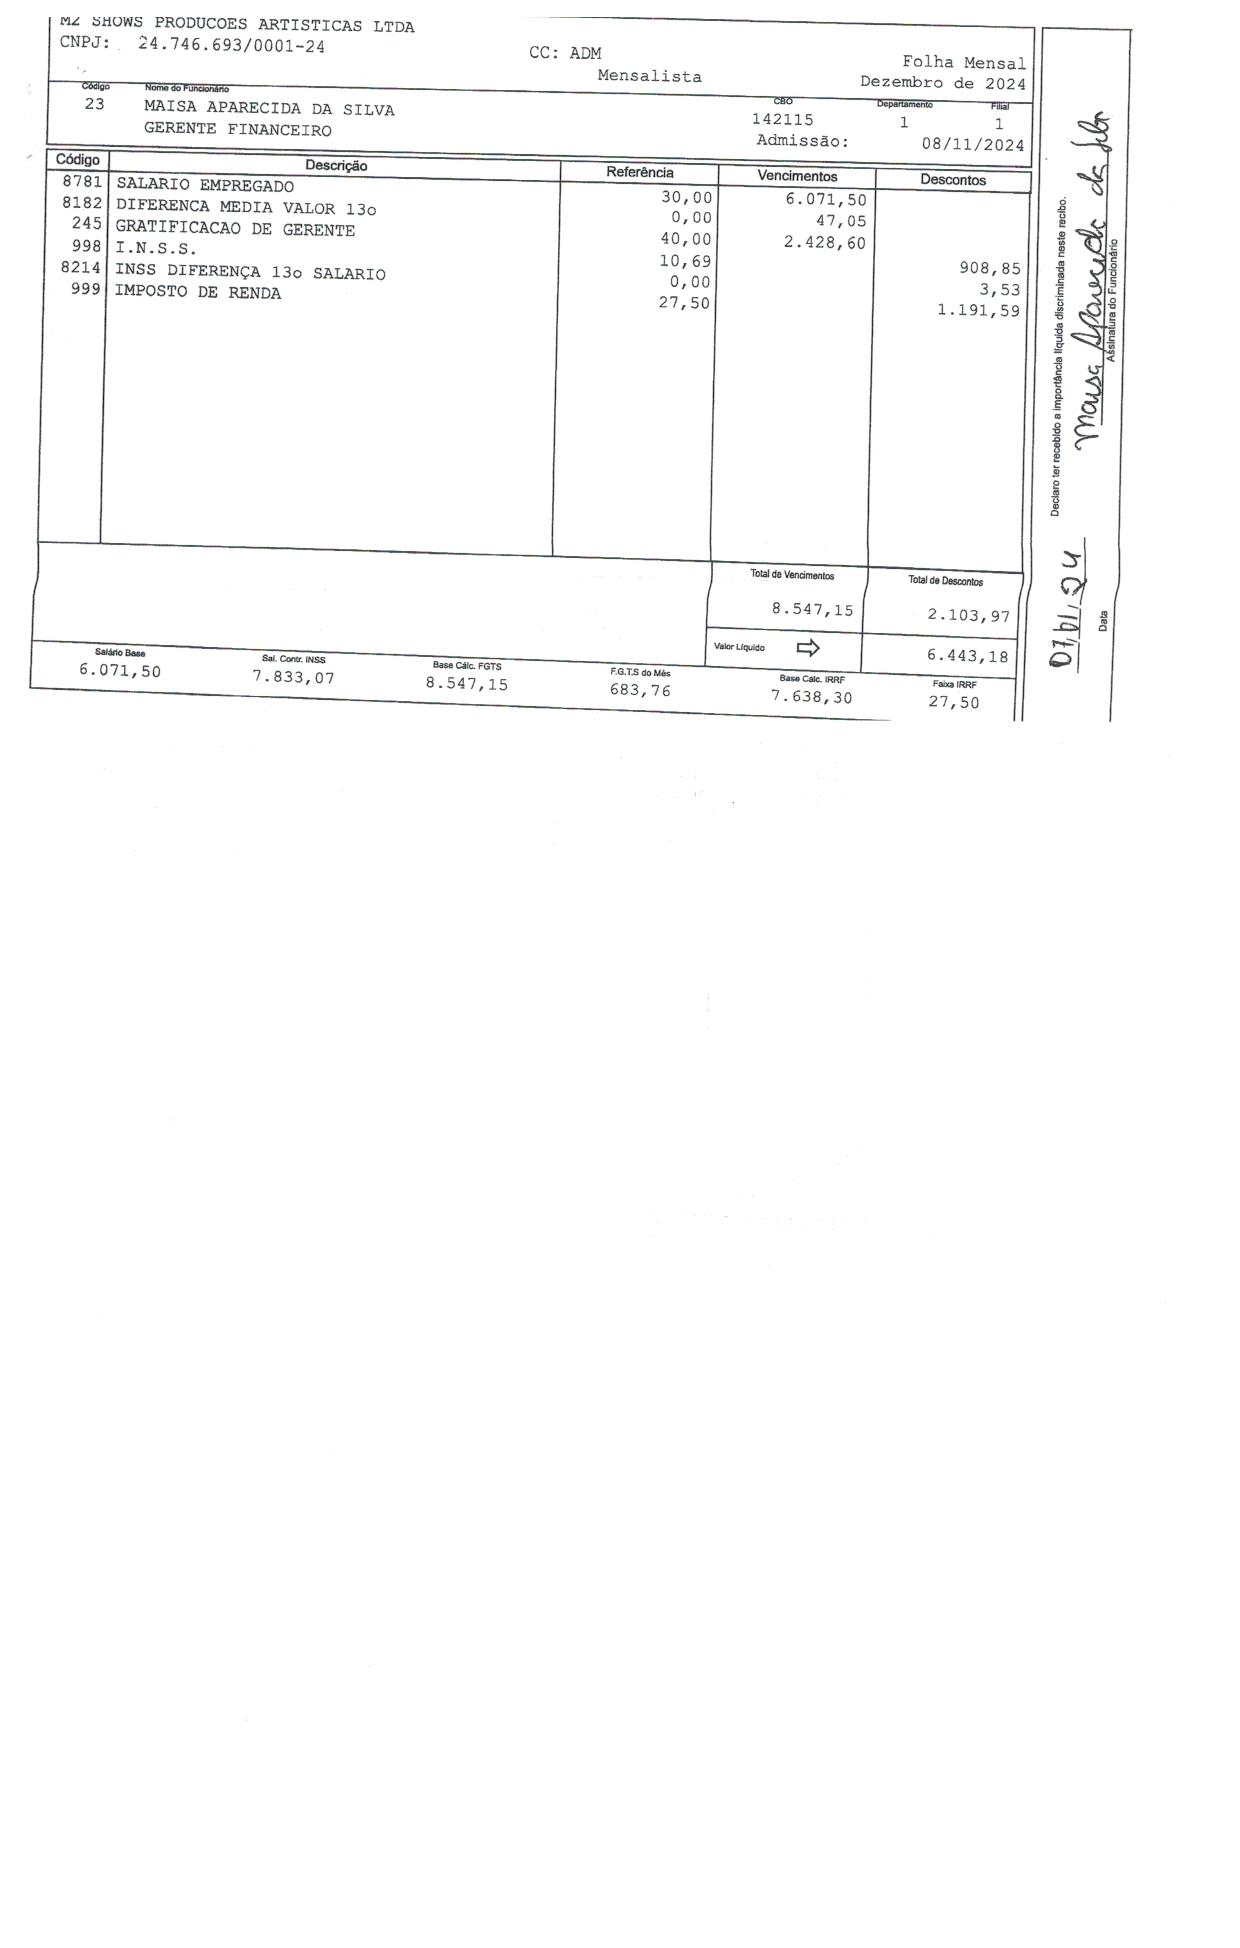 MZ SHOWS PRODUCOES ARTISTICAS LTDA
CNPJ: 24.746.693/0001-24
CC: ADM
Folha Mensal
Mensalista
Dezembro de 2024
Código Nome do Funcionário CBO Departamento Filial
23 MAISA APARECIDA DA SILVA 142115 1 1
GERENTE FINANCEIRO Admissão: 08/11/2024
Código Descrição Referência Vencimentos Descontos
8781 SALARIO EMPREGADO 30,00 6.071,50
8182 DIFERENCA MEDIA VALOR 13o 0,00 47,05
245 GRATIFICACAO DE GERENTE 40,00 2.428,60
998 I.N.S.S. 10,69 908,85
8214 INSS DIFERENÇA 13o SALARIO 0,00 3,53
999 IMPOSTO DE RENDA 27,50 1.191,59
Total de Vencimentos Total de Descontos
8.547,15 2.103,97
Valor Líquido 6.443,18
Salário Base Sal. Contr. INSS Base Cálc. FGTS F.G.T.S do Mês Base Cálc. IRRF Faixa IRRF
6.071,50 7.833,07 8.547,15 683,76 7.638,30 27,50
Declaro ter recebido a importância líquida discriminada neste recibo.
07/01/24 Maisa Aparecida da Silva
Data Assinatura do Funcionário